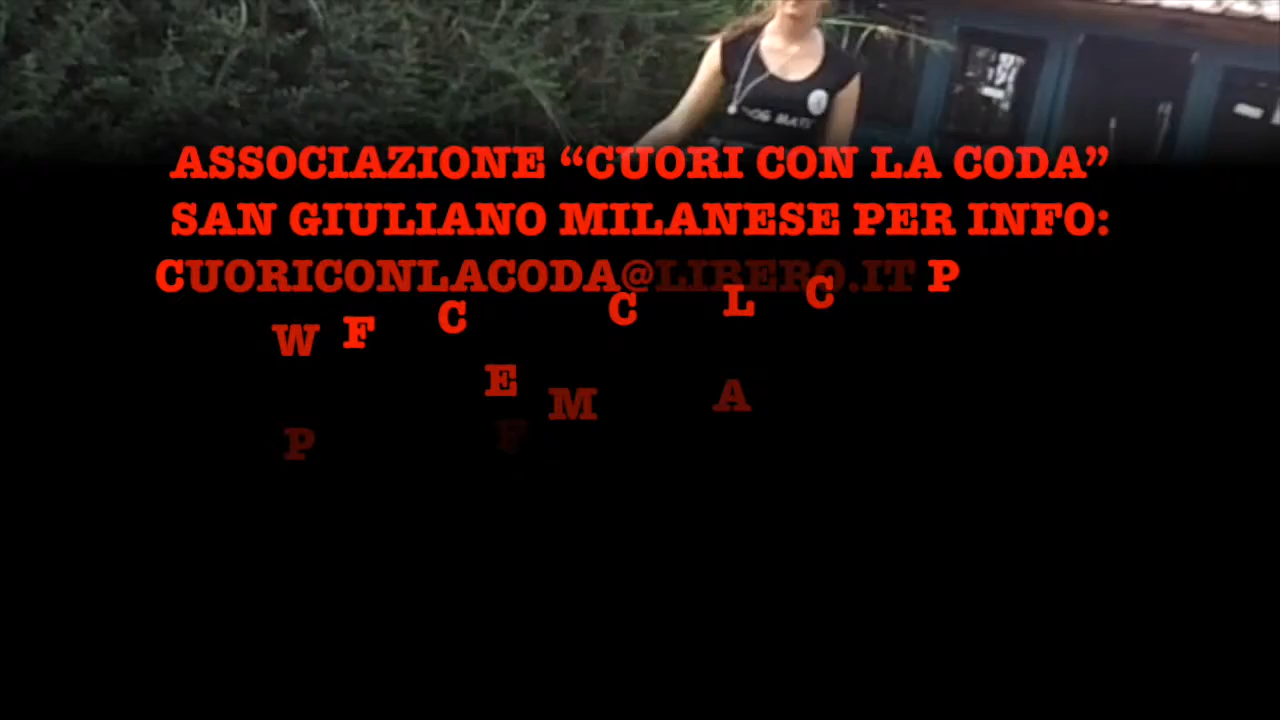 ASSOCIAZIONE “CUORI CON LA CODA”
SAN GIULIANO MILANESE PER INFO:
CUORICONLACODA@LIBERO.IT P
W F C C L C
E M A
P F